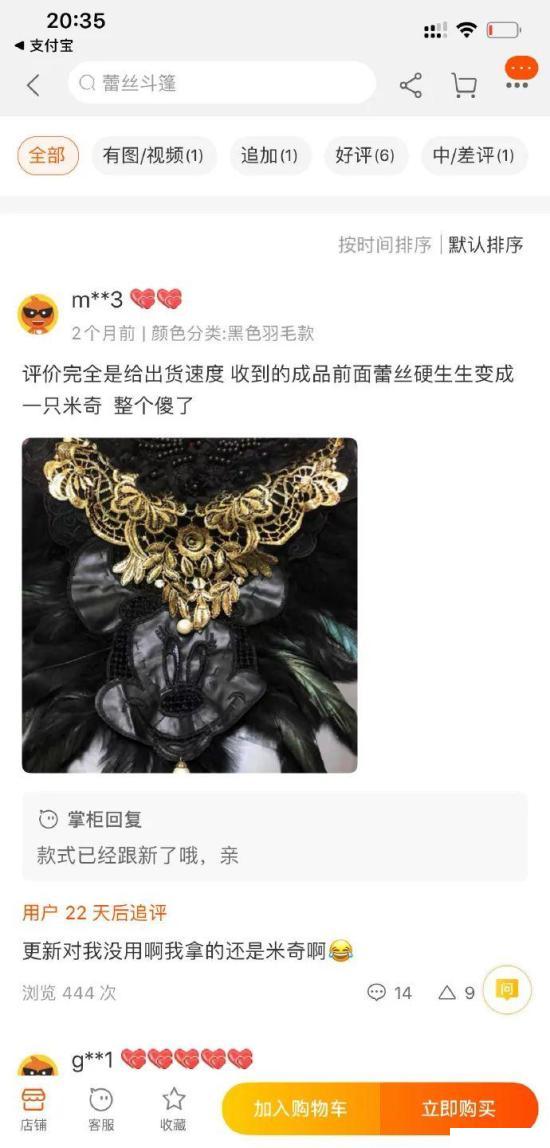 20:35
支付宝
蕾丝斗篷
全部
有图/视频(1)
追加(1)
好评(6)
中/差评(1)
按时间排序
默认排序
m**3
2个月前 | 颜色分类:黑色羽毛款
评价完全是给出货速度 收到的成品前面蕾丝硬生生变成
一只米奇 整个傻了
掌柜回复
款式已经跟新了哦，亲
用户 22 天后追评
更新对我没用啊我拿的还是米奇啊😂
浏览 444 次
14
9
问
g**1
店铺
客服
收藏
加入购物车
立即购买